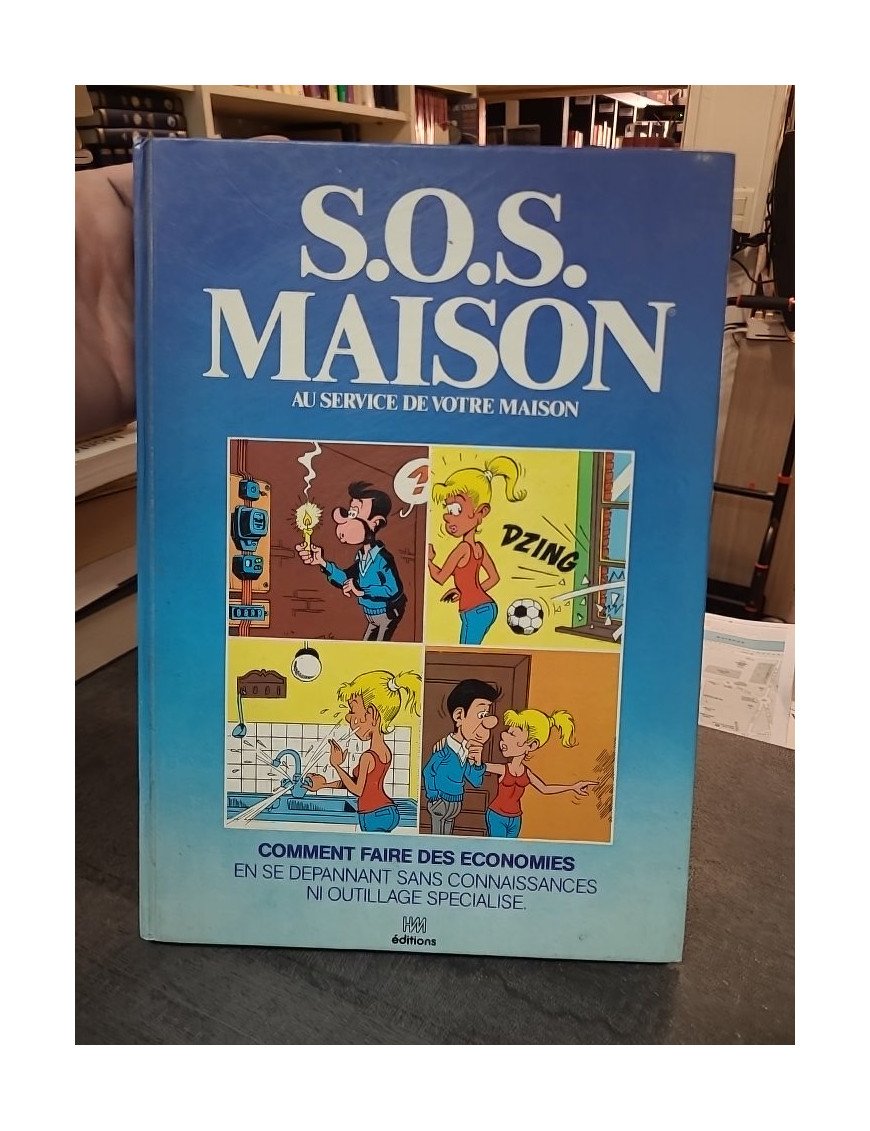 S.O.S.
MAISON
AU SERVICE DE VOTRE MAISON
DZING
COMMENT FAIRE DES ECONOMIES
EN SE DEPANNANT SANS CONNAISSANCES
NI OUTILLAGE SPECIALISE.
HM
éditions